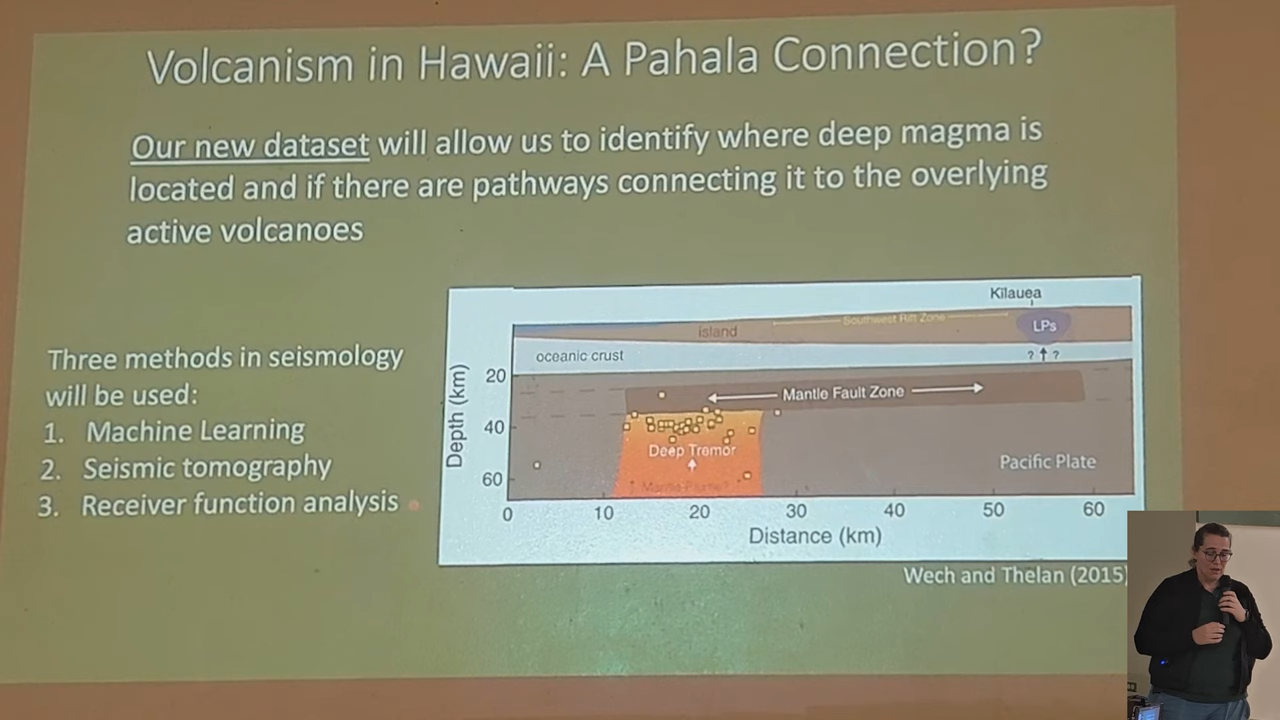 Volcanism in Hawaii: A Pahala Connection?
Our new dataset will allow us to identify where deep magma is
located and if there are pathways connecting it to the overlying
active volcanoes
Three methods in seismology
will be used:
1. Machine Learning
2. Seismic tomography
3. Receiver function analysis
Kīlauea
Southwest Rift Zone
island
LPs
oceanic crust
? ?
20
Mantle Fault Zone
40
Deep Tremor
Pacific Plate
60
? Mantle Plume? ?
Depth (km)
0 10 20 30 40 50 60
Distance (km)
Wech and Thelan (2015)